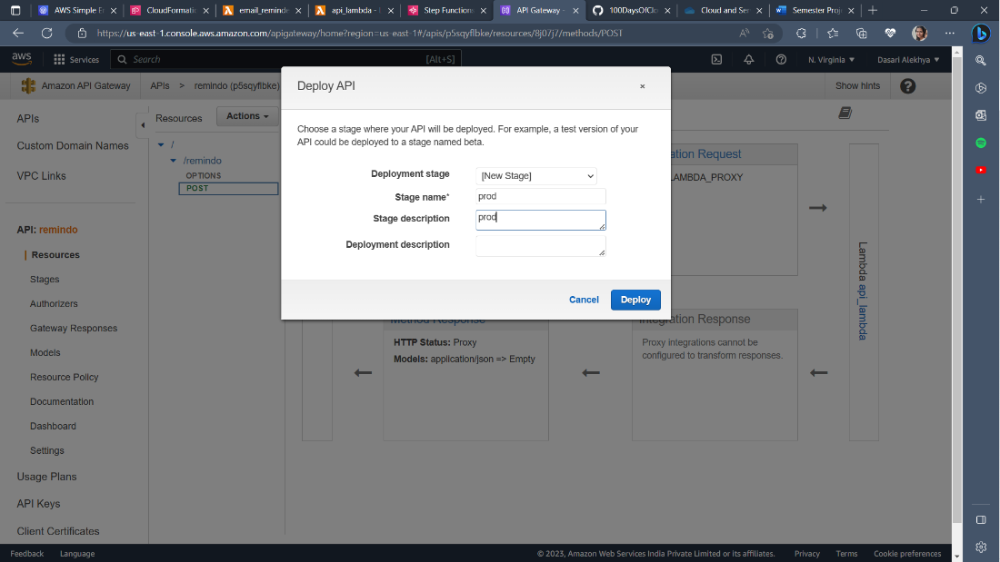 AWS Simple E
CloudFormatio
email_reminde
api_lambda -
Step Function
API Gateway -
100DaysOfClo
Cloud and Ser
Semester Proj
https://us-east-1.console.aws.amazon.com/apigateway/home?region=us-east-1#/apis/p5sqyflbke/resources/8j07j7/methods/POST
aws
Services
Search
[Alt+S]
N. Virginia
Dasari Alekhya
Amazon API Gateway
APIs > remindo (p5sqyflbke)
Show hints
APIs
Custom Domain Names
VPC Links
API: remindo
Resources
Stages
Authorizers
Gateway Responses
Models
Resource Policy
Documentation
Dashboard
Settings
Usage Plans
API Keys
Client Certificates
Resources
Actions
/
/remindo
OPTIONS
POST
Deploy API
×
Choose a stage where your API will be deployed. For example, a test version of your
API could be deployed to a stage named beta.
Deployment stage
[New Stage]
Stage name*
prod
Stage description
prod
Deployment description
Cancel
Deploy
ation Request
LAMBDA_PROXY
Lambda api_lambda
Method Response
HTTP Status: Proxy
Models: application/json => Empty
Integration Response
Proxy integrations cannot be
configured to transform responses.
Feedback
Language
© 2023, Amazon Web Services India Private Limited or its affiliates.
Privacy
Terms
Cookie preferences